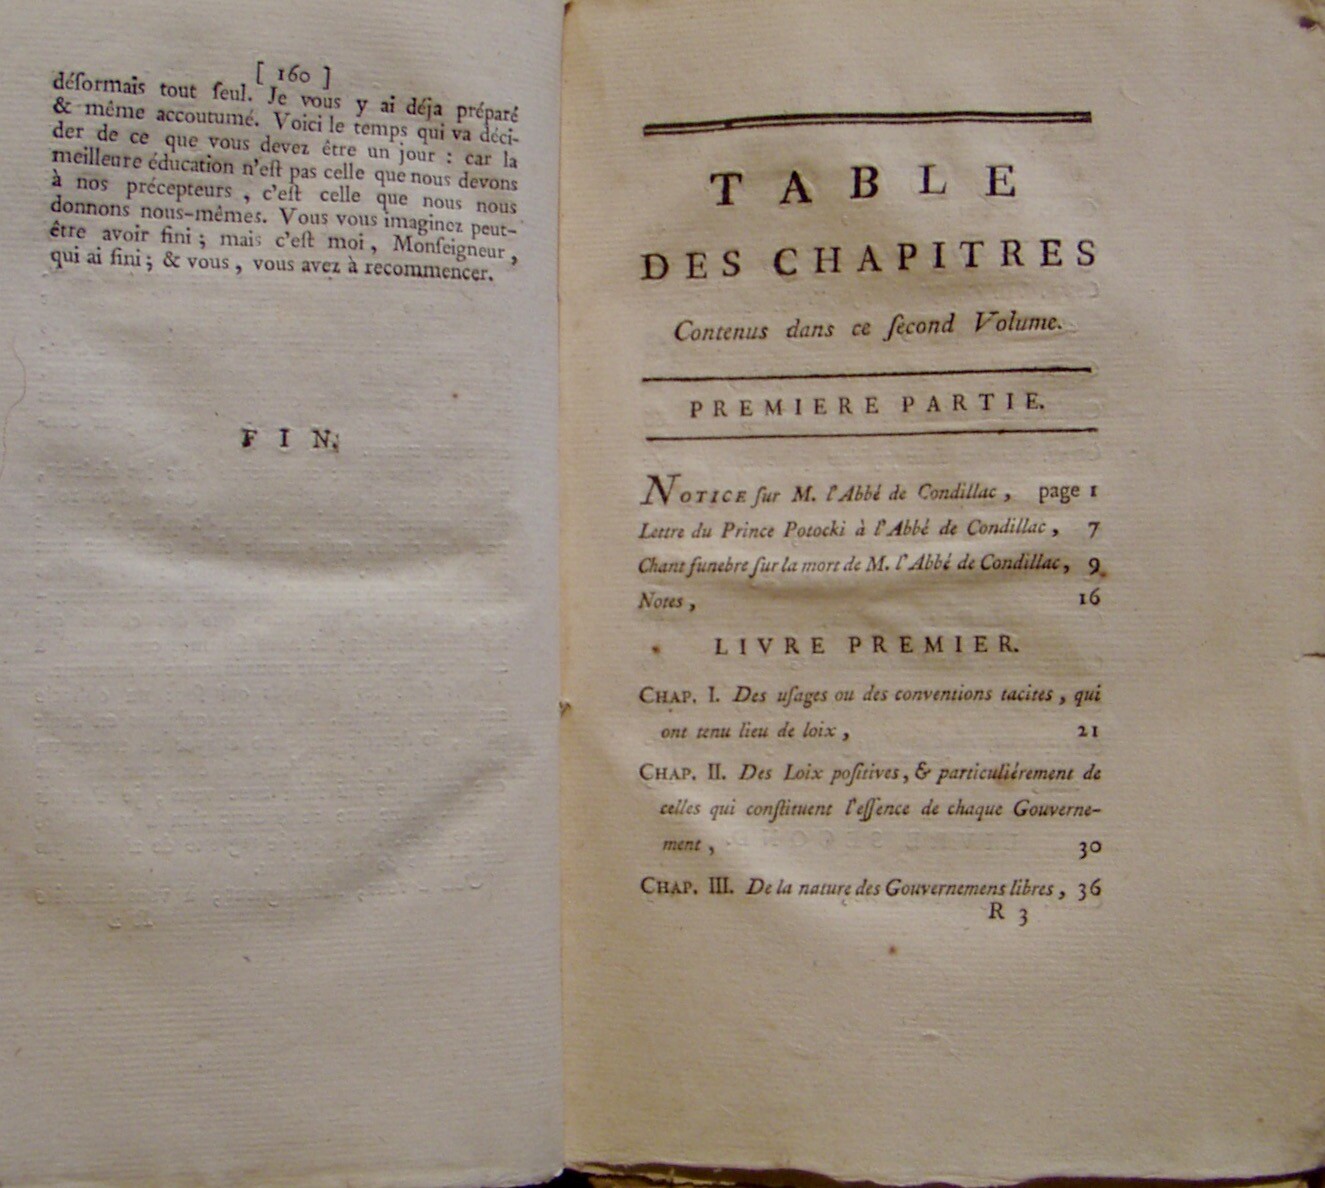 [ 160 ]
déſormais tout ſeul. Je vous y ai déja préparé
& même accoutumé. Voici le temps qui va déci-
der de ce que vous devez être un jour : car la
meilleure éducation n'eſt pas celle que nous devons
à nos précepteurs , c'eſt celle que nous nous
donnons nous-mêmes. Vous vous imaginez peut-
être avoir fini ; mais c'eſt moi , Monſeigneur ,
qui ai fini ; & vous , vous avez à recommencer.
FIN.
TABLE
DES CHAPITRES
Contenus dans ce ſecond Volume.
PREMIERE PARTIE.
NOTICE ſur M. l'Abbé de Condillac , page 1
Lettre du Prince Potocki à l'Abbé de Condillac , 7
Chant funebre ſur la mort de M. l'Abbé de Condillac , 9
Notes , 16
LIVRE PREMIER.
CHAP. I. Des uſages ou des conventions tacites , qui
ont tenu lieu de loix , 21
CHAP. II. Des Loix poſitives , & particuliérement de
celles qui conſtituent l'eſſence de chaque Gouverne-
ment , 30
CHAP. III. De la nature des Gouvernemens libres , 36
R 3